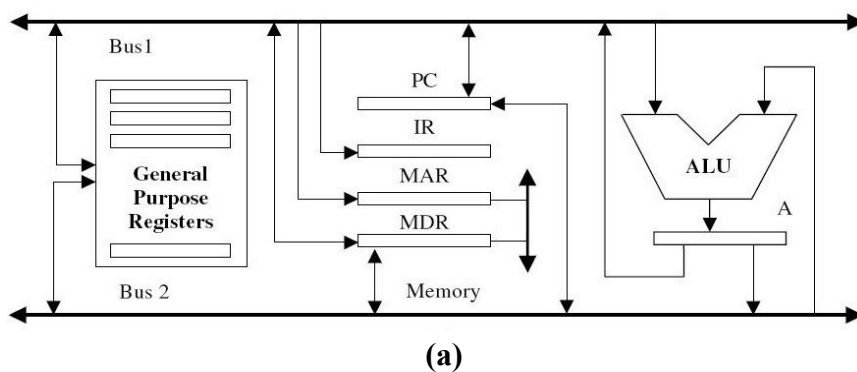 Bus1
PC
IR
MAR
MDR
General
Purpose
Registers
ALU
A
Bus 2
Memory
(a)